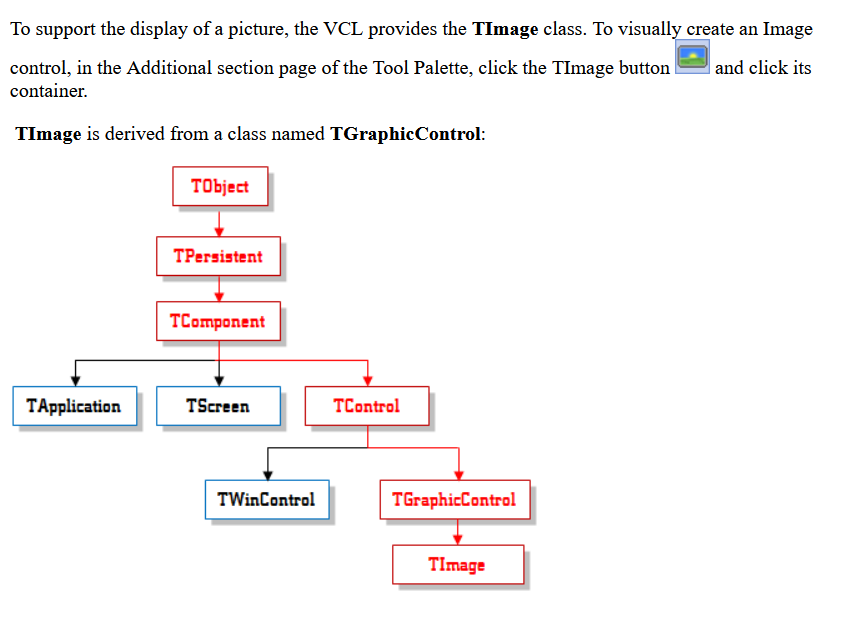 To support the display of a picture, the VCL provides the TImage class. To visually create an Image
control, in the Additional section page of the Tool Palette, click the TImage button and click its
container.
TImage is derived from a class named TGraphicControl:
TObject
TPersistent
TComponent
TApplication TScreen TControl
TWinControl TGraphicControl
TImage